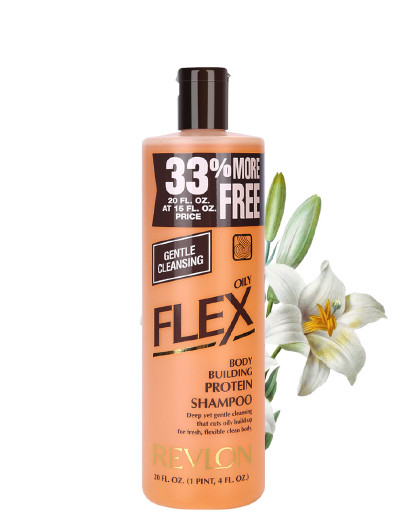 33% MORE
FREE
20 FL. OZ.
AT 15 FL. OZ.
PRICE
GENTLE
CLEANSING
OILY
FLEX
BODY
BUILDING
PROTEIN
SHAMPOO
Deep yet gentle cleansing
that cuts oily build-up
for fresh, flexible clean body.
REVLON
20 FL. OZ. (1 PINT, 4 FL. OZ.)